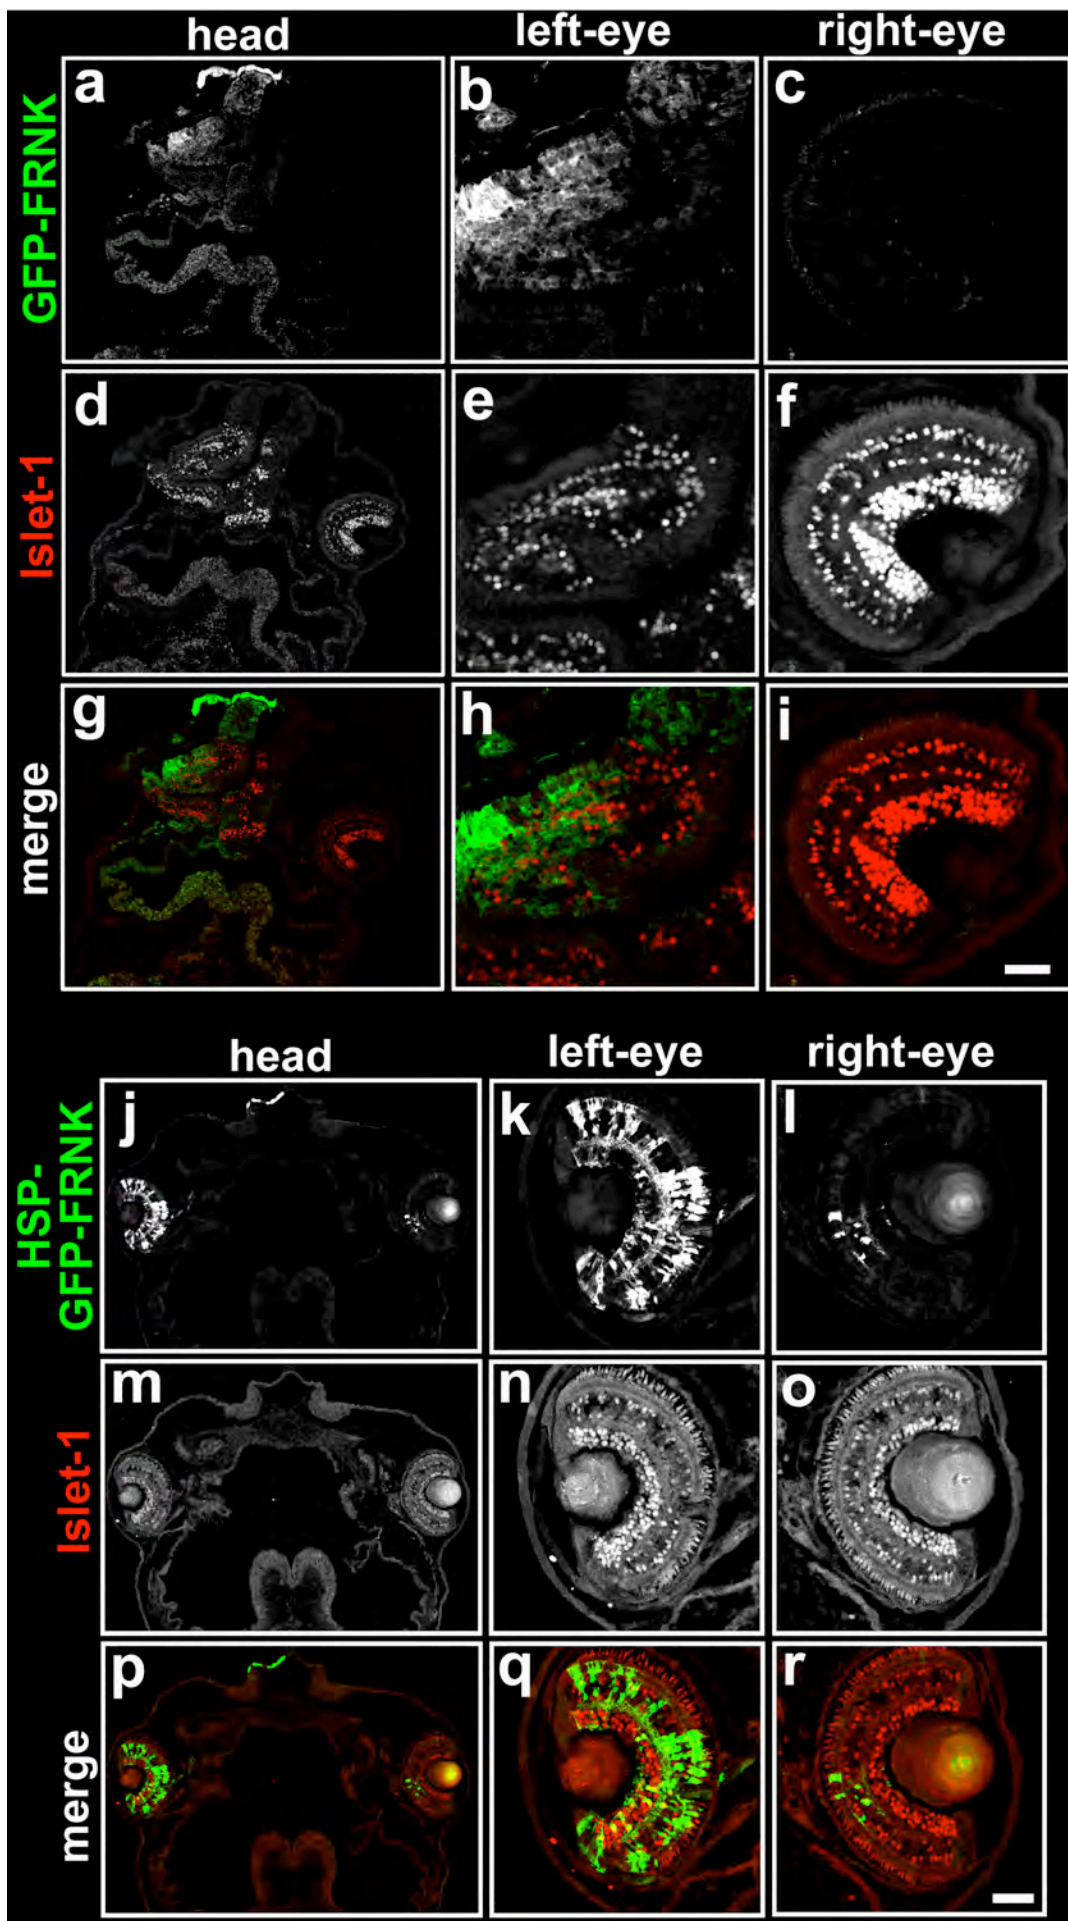 head left-eye right-eye
GFP-FRNK
a b c
Islet-1
d e f
merge
g h i
head left-eye right-eye
HSP-
GFP-FRNK
j k l
Islet-1
m n o
merge
p q r